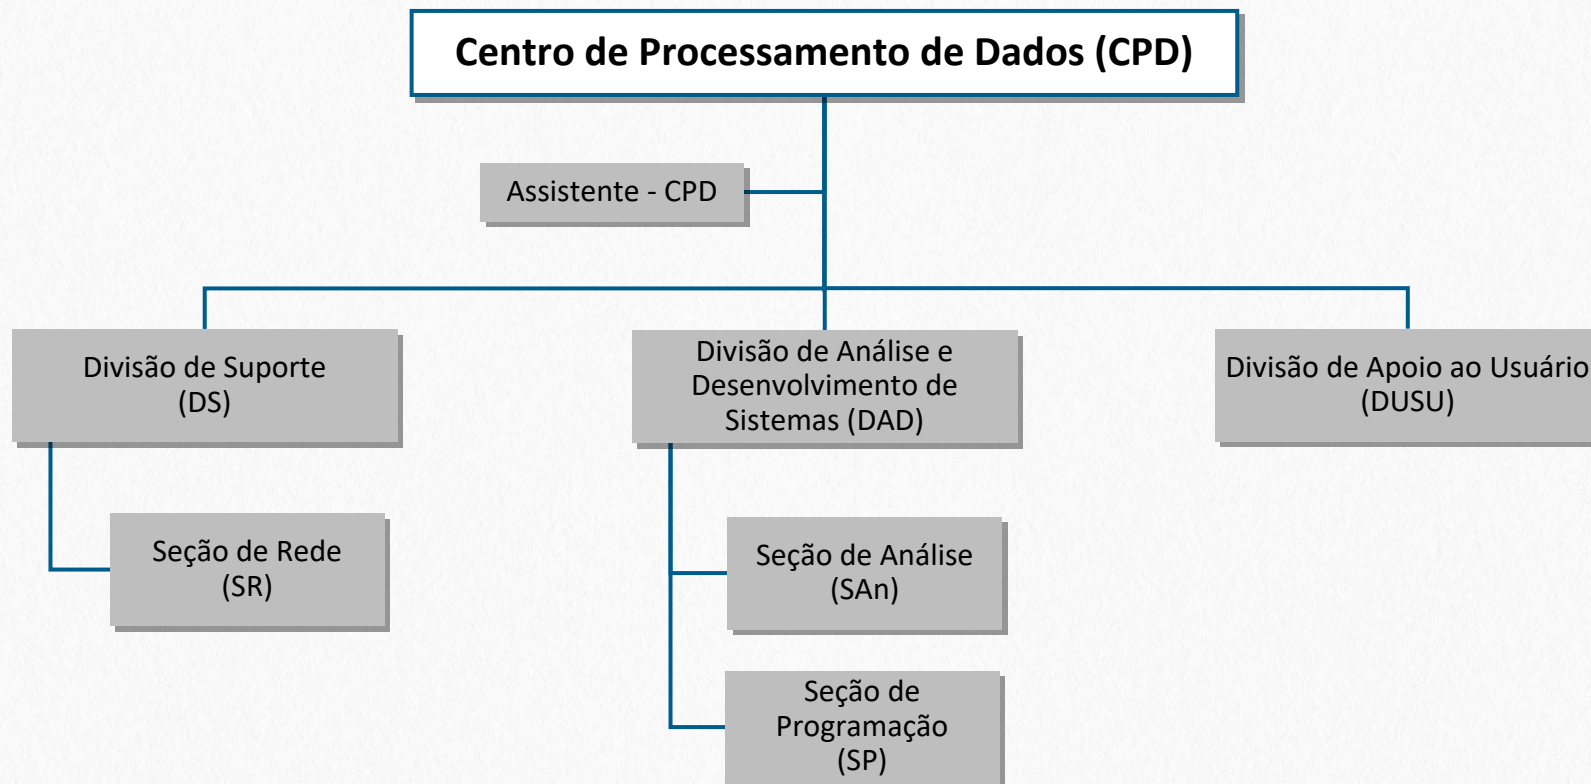 Centro de Processamento de Dados (CPD)
Assistente - CPD
Divisão de Suporte
(DS)
Divisão de Análise e
Desenvolvimento de
Sistemas (DAD)
Divisão de Apoio ao Usuário
(DUSU)
Seção de Rede
(SR)
Seção de Análise
(SAn)
Seção de
Programação
(SP)